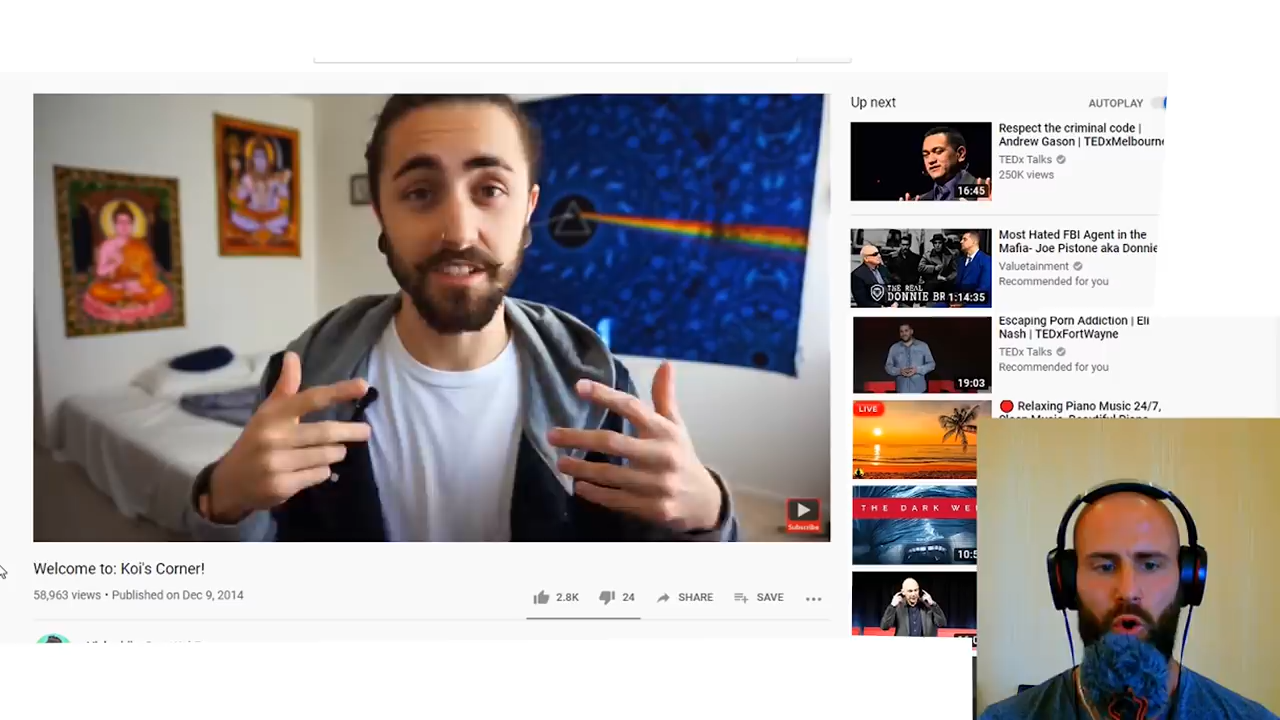 Up next
AUTOPLAY
Respect the criminal code |
Andrew Gason | TEDxMelbourne
TEDx Talks
250K views
16:45
Most Hated FBI Agent in the
Mafia- Joe Pistone aka Donnie
Valuetainment
Recommended for you
THE REAL
DONNIE BR
1:14:35
Escaping Porn Addiction | Eli
Nash | TEDxFortWayne
TEDx Talks
Recommended for you
19:03
LIVE
Relaxing Piano Music 24/7,
THE DARK WE
10:5
Subscribe
Welcome to: Koi's Corner!
58,963 views • Published on Dec 9, 2014
2.8K
24
SHARE
SAVE